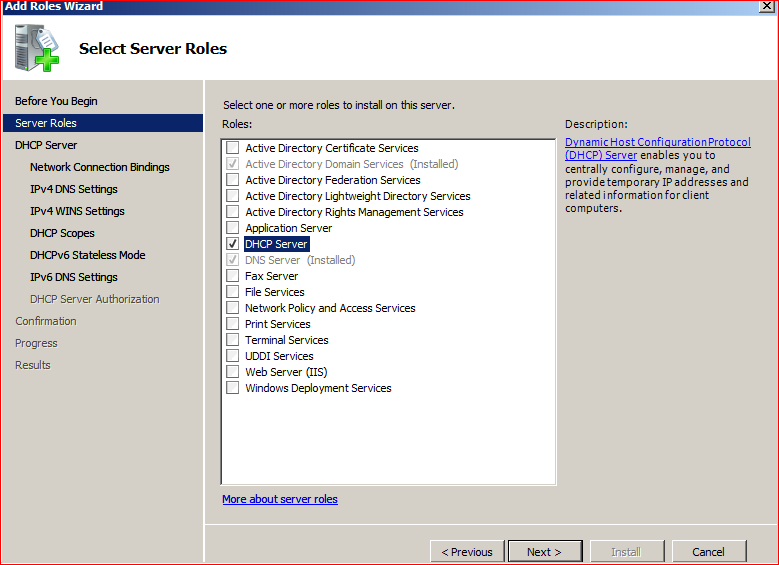 Add Roles Wizard
Select Server Roles
Before You Begin
Server Roles
DHCP Server
Network Connection Bindings
IPv4 DNS Settings
IPv4 WINS Settings
DHCP Scopes
DHCPv6 Stateless Mode
IPv6 DNS Settings
DHCP Server Authorization
Confirmation
Progress
Results
Select one or more roles to install on this server.
Roles:
Active Directory Certificate Services
Active Directory Domain Services (Installed)
Active Directory Federation Services
Active Directory Lightweight Directory Services
Active Directory Rights Management Services
Application Server
DHCP Server
DNS Server (Installed)
Fax Server
File Services
Network Policy and Access Services
Print Services
Terminal Services
UDDI Services
Web Server (IIS)
Windows Deployment Services
More about server roles
Description:
Dynamic Host Configuration Protocol
(DHCP) Server enables you to
centrally configure, manage, and
provide temporary IP addresses and
related information for client
computers.
< Previous
Next >
Install
Cancel